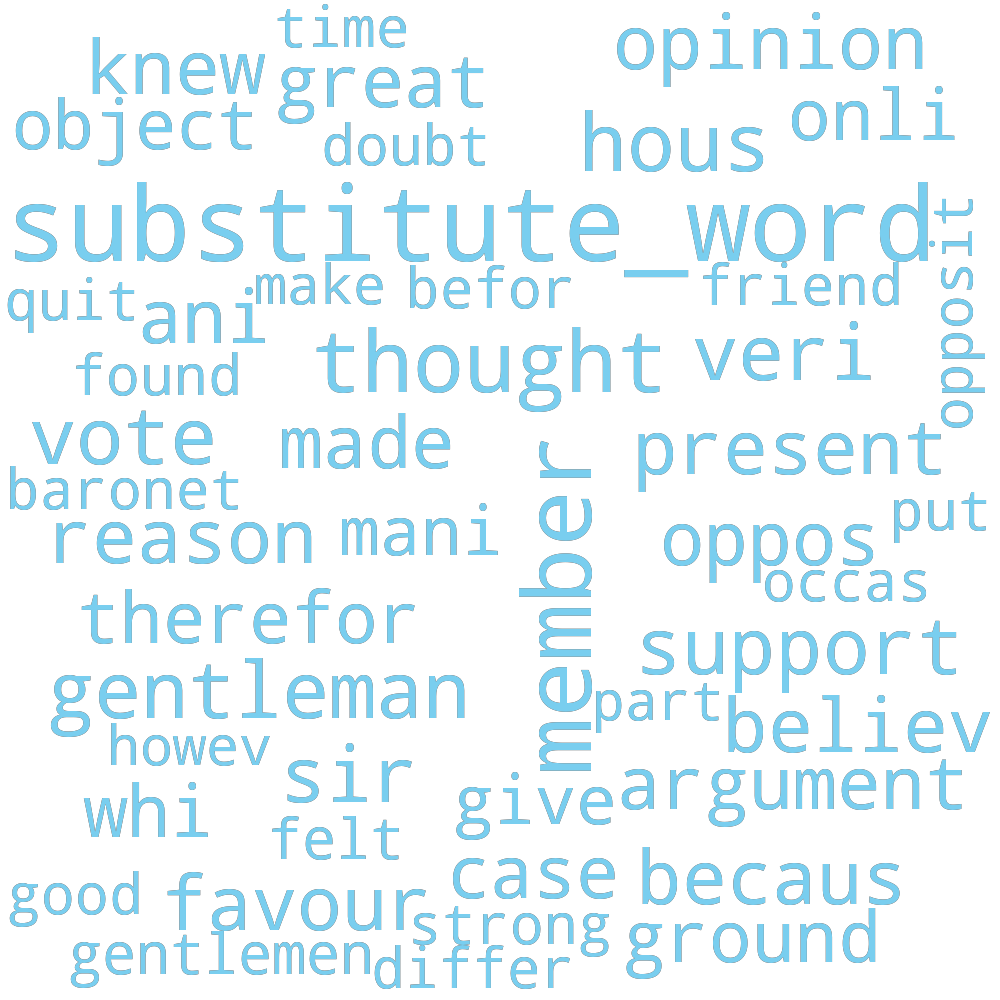 time
knew
great
opinion
object
doubt
hous
onli
substitute_word
opposit
quit
ani
make
befor
friend
found
thought
veri
vote
made
present
baronet
reason
mani
member
oppos
put
occas
therefor
support
gentleman
part
believ
howev
sir
argument
whi
felt
give
good
favour
case
becaus
strong
ground
gentlemen
differ